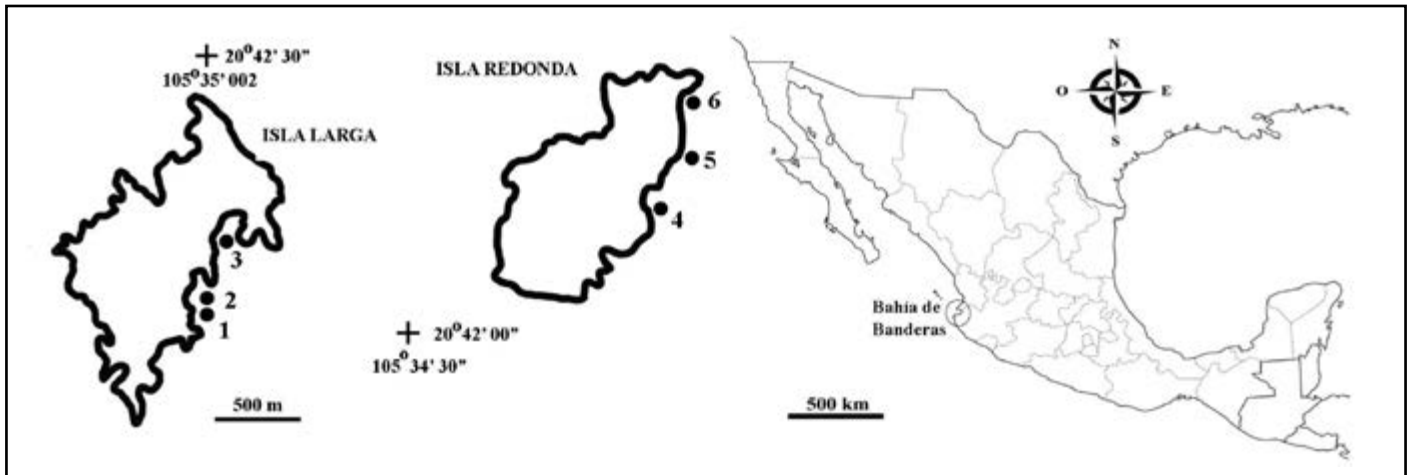 20°42'30"
105°35'002
ISLA LARGA
3
2
1
500 m
ISLA REDONDA
6
5
4
20°42'00"
105°34'30"
N
O
E
S
Bahía de
Banderas
500 km